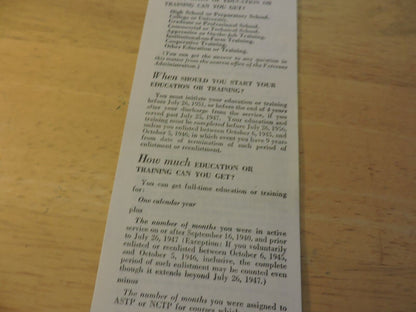 TRAINING CAN YOU GET?
High School or Preparatory School.
College or University.
Graduate or Professional School.
Commercial or Technical School.
Apprentice or On-the-Job Training.
Institutional-on-Farm Training.
Cooperative Training.
Other Education or Training.
(You can get the answer to any question in
this matter from the nearest office of the Veterans
Administration.)
When SHOULD YOU START YOUR
EDUCATION OR TRAINING?
You must initiate your education or training
before July 26, 1951, or before the end of 4 years
after your discharge from the service, if you
served past July 25, 1947. Your education and
training must be completed before July 26, 1956,
unless you enlisted between October 6, 1945, and
October 5, 1946, in which event you have 9 years
from date of termination of such period of
enlistment or reenlistment.
How much EDUCATION OR
TRAINING CAN YOU GET?
You can get full-time education or training
for:
One calendar year
plus
The number of months you were in active
service on or after September 16, 1940, and prior
to July 26, 1947 (Exception: If you voluntarily
enlisted or reenlisted between October 6, 1945,
and October 5, 1946, inclusive, the complete
period of such enlistment may be counted even
though it extends beyond July 26, 1947.)
minus
The number of months you were assigned to
ASTP or NCTP for courses which